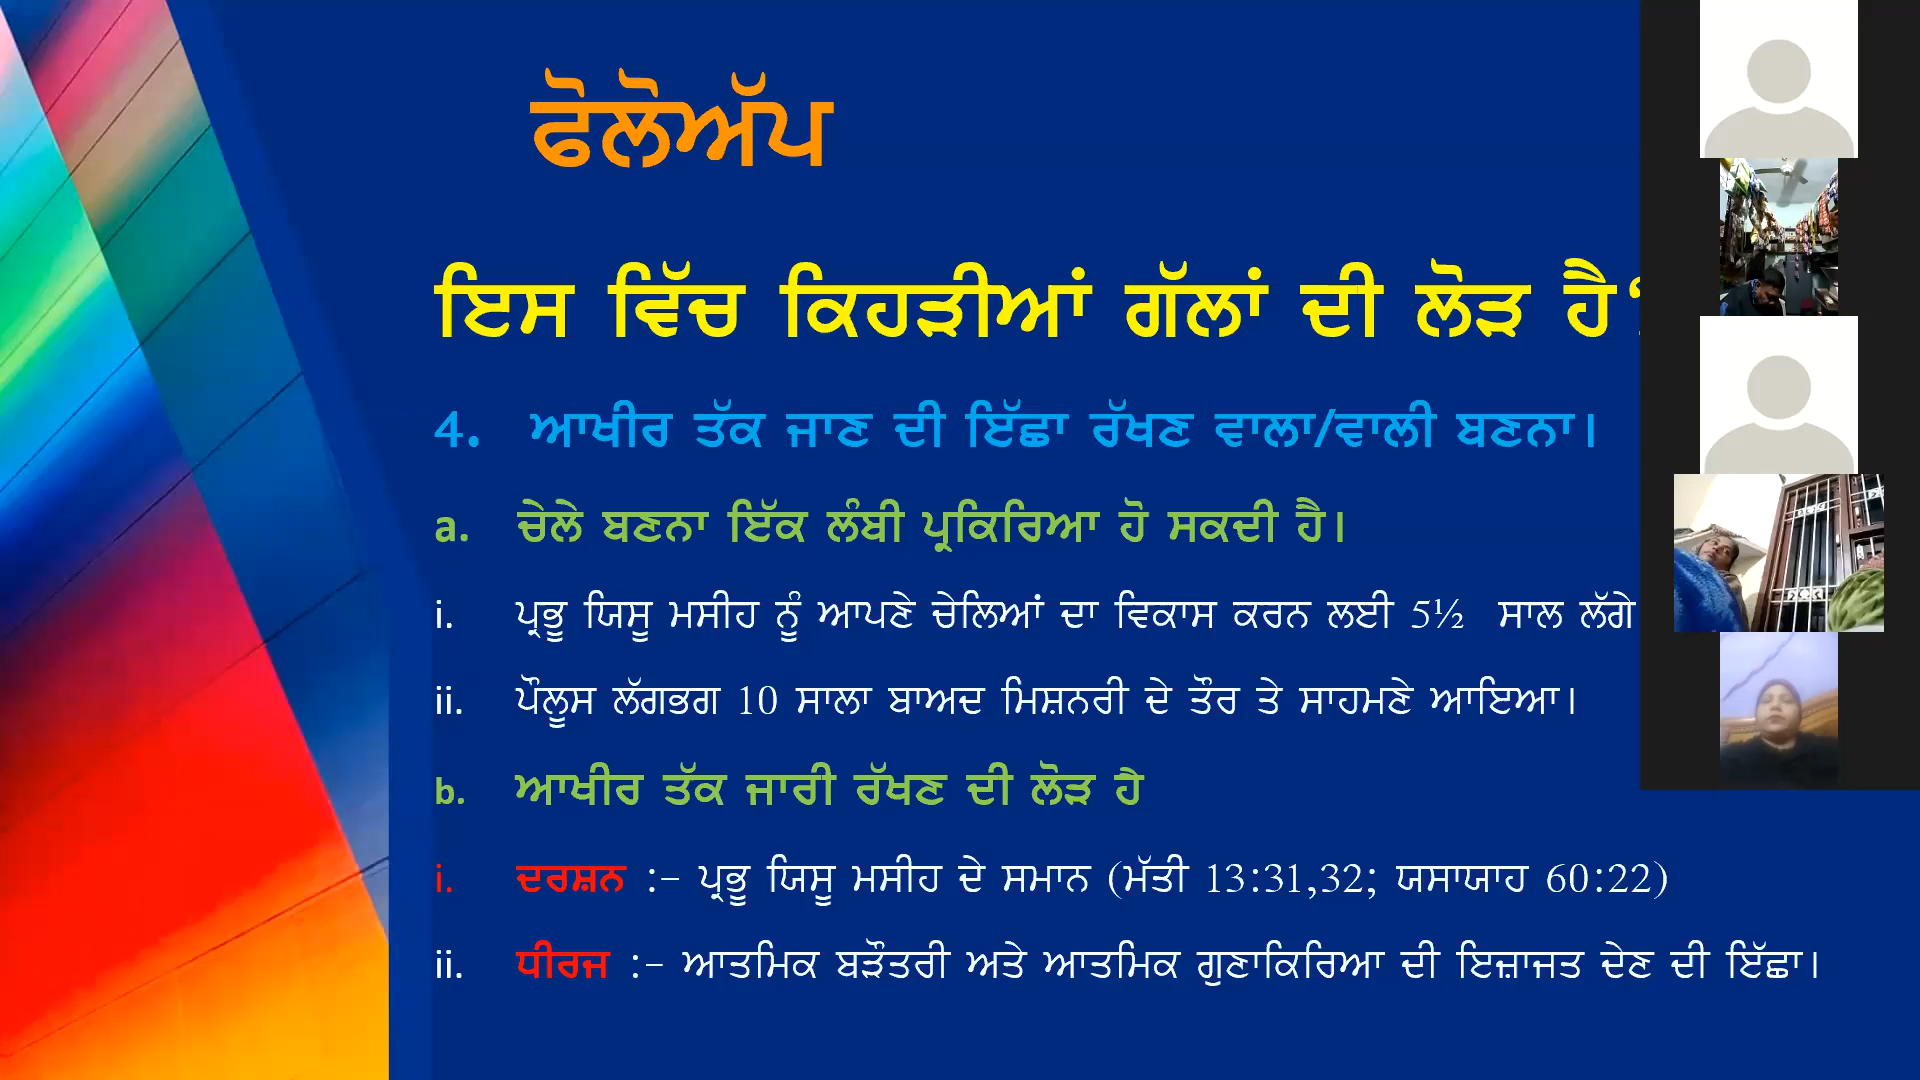 ਫੋਲੋਅੱਪ
ਇਸ ਵਿੱਚ ਕਿਹੜੀਆਂ ਗੱਲਾਂ ਦੀ ਲੋੜ ਹੈ?
4. ਆਖੀਰ ਤੱਕ ਜਾਣ ਦੀ ਇੱਛਾ ਰੱਖਣ ਵਾਲਾ/ਵਾਲੀ ਬਣਨਾ।
a. ਚੇਲੇ ਬਣਨਾ ਇੱਕ ਲੰਬੀ ਪ੍ਰਕਿਰਿਆ ਹੋ ਸਕਦੀ ਹੈ।
i. ਪ੍ਰਭੂ ਯਿਸੂ ਮਸੀਹ ਨੂੰ ਆਪਣੇ ਚੇਲਿਆਂ ਦਾ ਵਿਕਾਸ ਕਰਨ ਲਈ 5½ ਸਾਲ ਲੱਗੇ
ii. ਪੌਲੂਸ ਲੱਗਭਗ 10 ਸਾਲਾ ਬਾਅਦ ਮਿਸ਼ਨਰੀ ਦੇ ਤੌਰ ਤੇ ਸਾਹਮਣੇ ਆਇਆ।
b. ਆਖੀਰ ਤੱਕ ਜਾਰੀ ਰੱਖਣ ਦੀ ਲੋੜ ਹੈ
i. ਦਰਸ਼ਨ :- ਪ੍ਰਭੂ ਯਿਸੂ ਮਸੀਹ ਦੇ ਸਮਾਨ (ਮੱਤੀ 13:31,32; ਯਸਾਯਾਹ 60:22)
ii. ਧੀਰਜ :- ਆਤਮਿਕ ਬੜੌਤਰੀ ਅਤੇ ਆਤਮਿਕ ਗੁਣਾਕਿਰਿਆ ਦੀ ਇਜ਼ਾਜਤ ਦੇਣ ਦੀ ਇੱਛਾ।